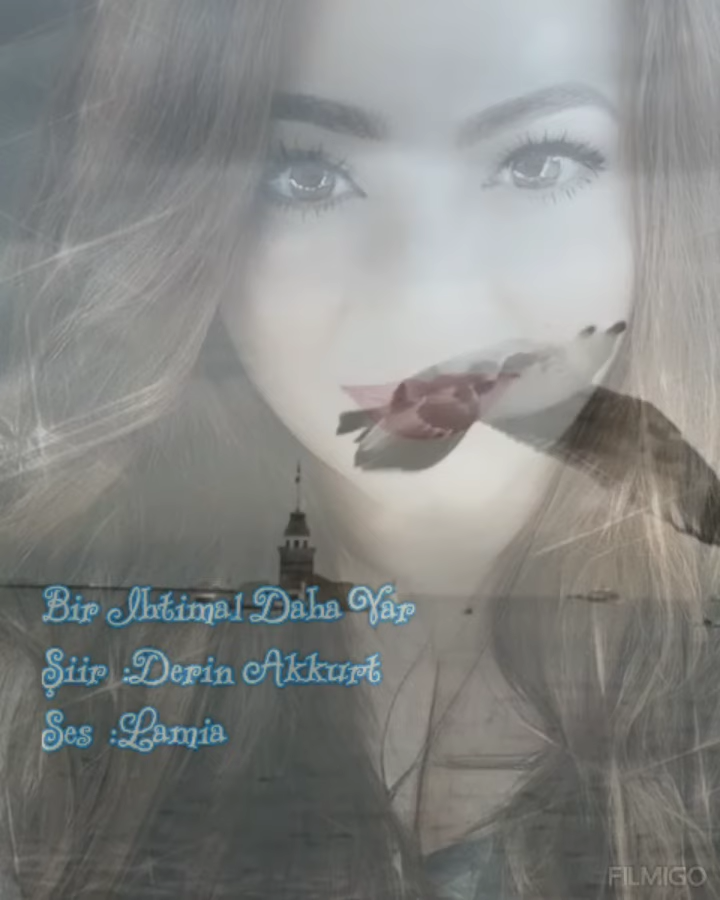 Bir Ihtimal Daha Var
Şiir :Derin Akkurt
Ses :Lamia
FILMIGO